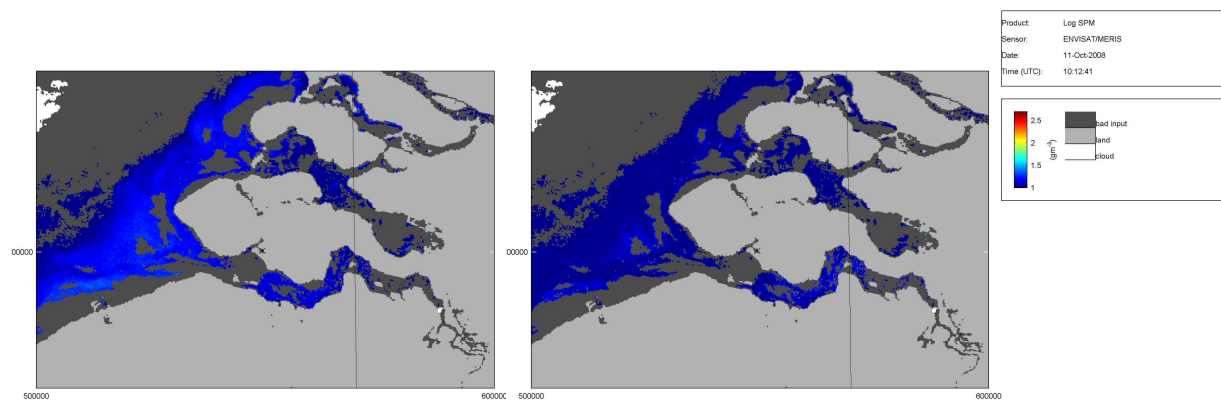 Product: Log SPM
Sensor: ENVISAT/MERIS
Date: 11-Oct-2008
Time (UTC): 10:12:41
2.5
2
1.5
1
(gm⁻³)
bad input
land
cloud
00000
500000
600000
00000
500000
600000